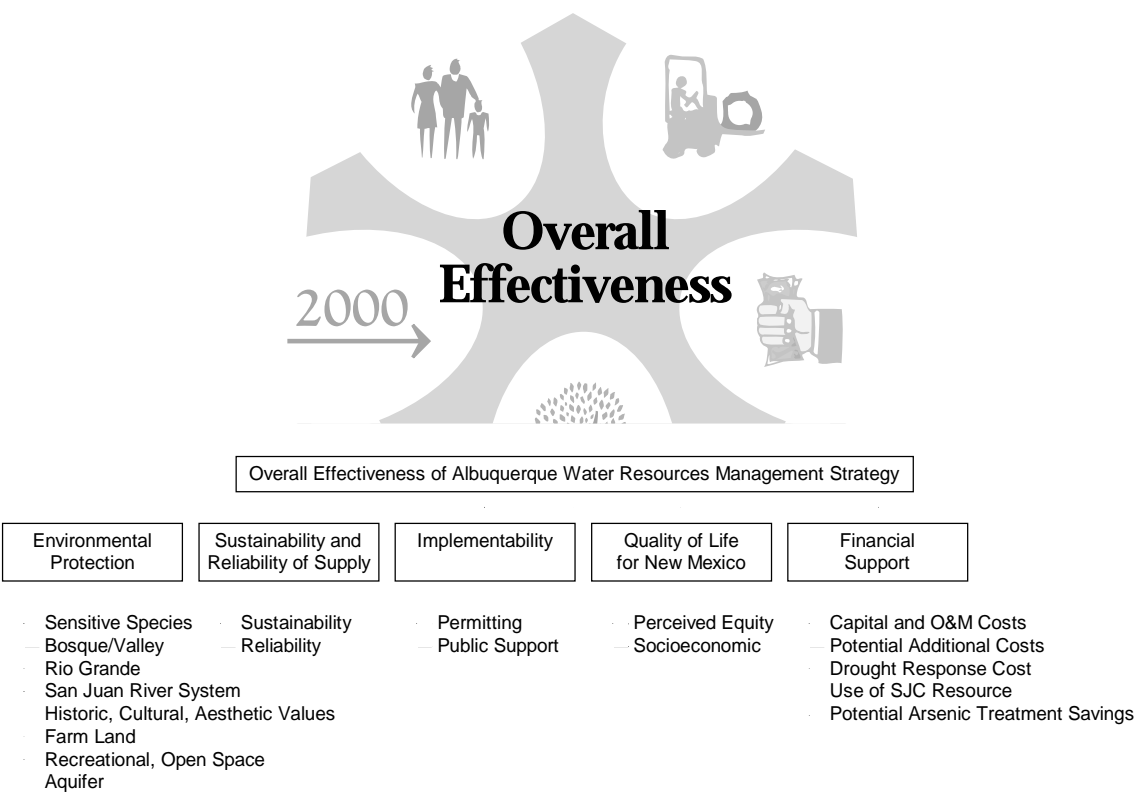 Overall
Effectiveness
2000
Overall Effectiveness of Albuquerque Water Resources Management Strategy
Environmental
Protection
Sustainability and
Reliability of Supply
Implementability
Quality of Life
for New Mexico
Financial
Support
Sensitive Species
Bosque/Valley
Rio Grande
San Juan River System
Historic, Cultural, Aesthetic Values
Farm Land
Recreational, Open Space
Aquifer
Sustainability
Reliability
Permitting
Public Support
Perceived Equity
Socioeconomic
Capital and O&M Costs
Potential Additional Costs
Drought Response Cost
Use of SJC Resource
Potential Arsenic Treatment Savings